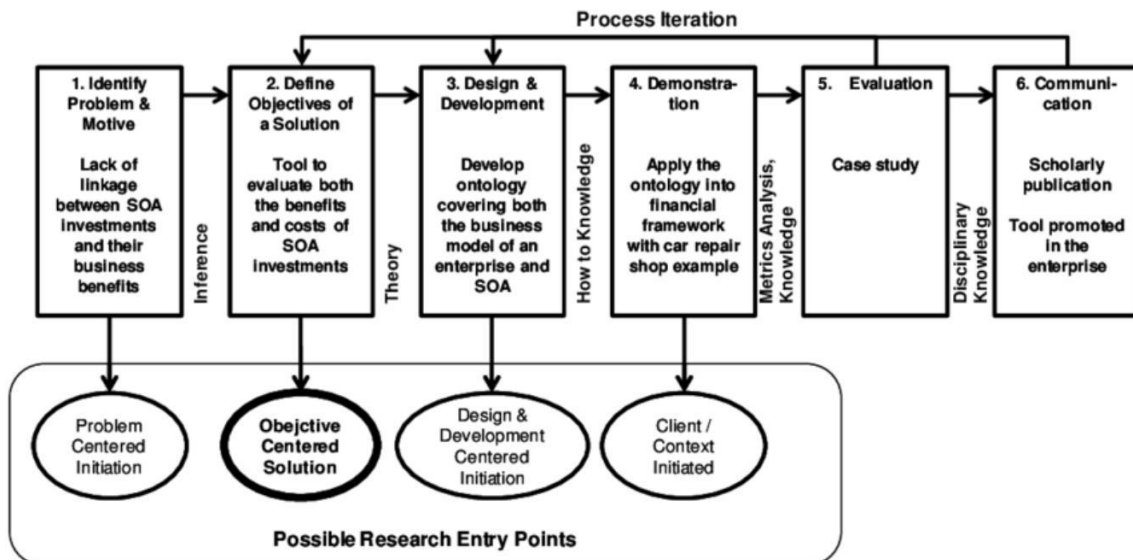 Process Iteration
1. Identify
Problem &
Motive
Lack of
linkage
between SOA
investments
and their
business
benefits
Inference
2. Define
Objectives of
a Solution
Tool to
evaluate both
the benefits
and costs of
SOA
investments
Theory
3. Design &
Development
Develop
ontology
covering both
the business
model of an
enterprise and
SOA
How to Knowledge
4. Demonstra-
tion
Apply the
ontology into
financial
framework
with car repair
shop example
Metrics Analysis,
Knowledge
5. Evaluation
Case study
Disciplinary
Knowledge
6. Communi-
cation
Scholarly
publication
Tool promoted
in the
enterprise
Problem
Centered
Initiation
Obejctive
Centered
Solution
Design &
Development
Centered
Initiation
Client /
Context
Initiated
Possible Research Entry Points